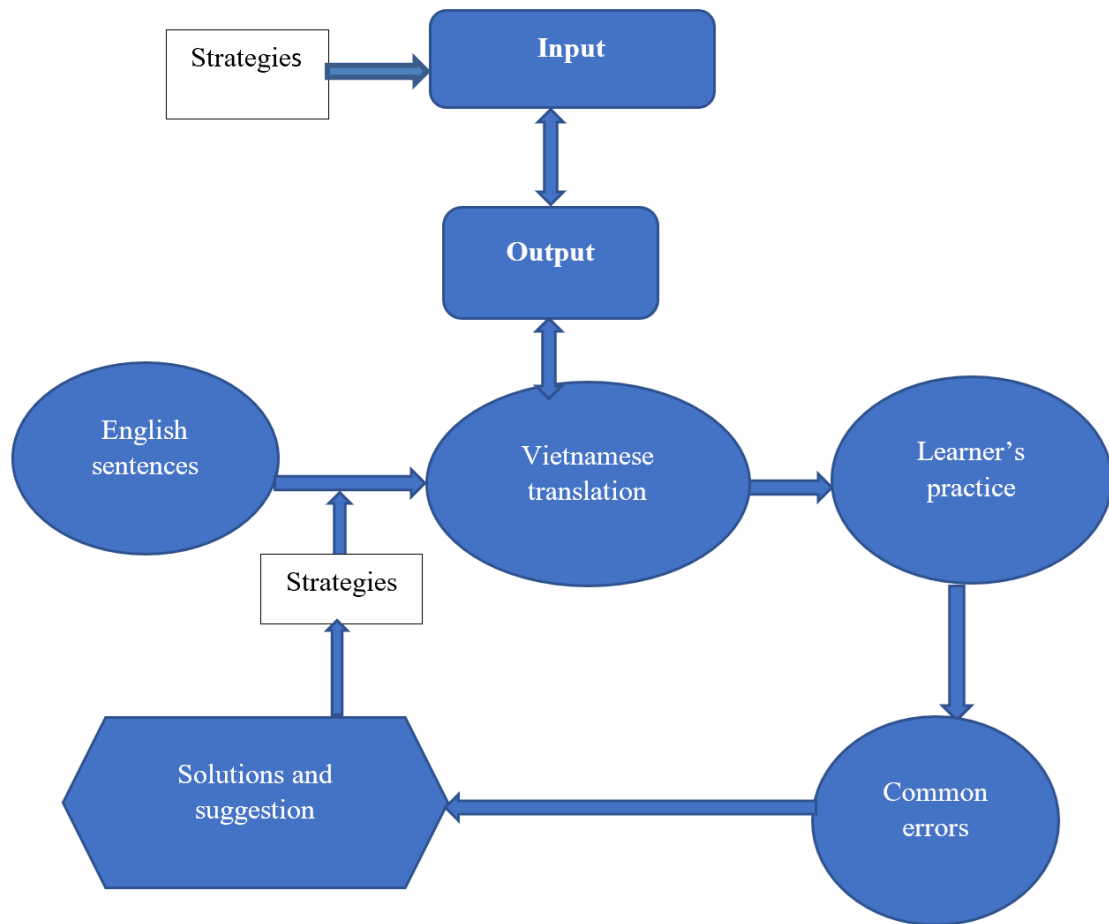 Strategies
Input
Output
English
sentences
Vietnamese
translation
Learner’s
practice
Strategies
Solutions and
suggestion
Common
errors